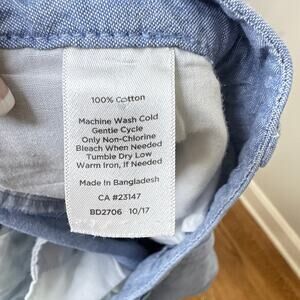 100% Cotton
Machine Wash Cold
Gentle Cycle
Only Non-Chlorine
Bleach When Needed
Tumble Dry Low
Warm Iron, If Needed
Made In Bangladesh
CA #23147
BD2706 10/17